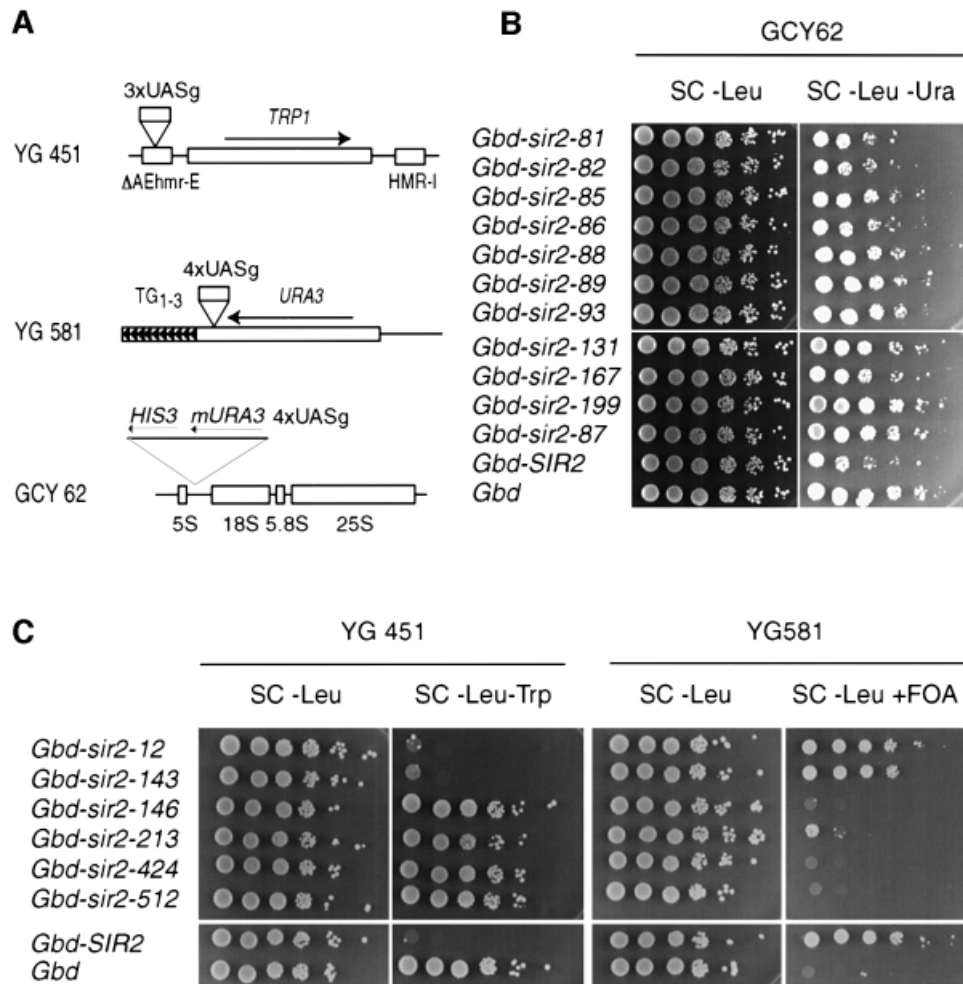 A
3xUASg
TRP1
YG 451
ΔAEhmr-E
HMR-I
4xUASg
TG1-3
URA3
YG 581
HIS3 mURA3 4xUASg
GCY 62
5S 18S 5.8S 25S
B
GCY62
SC -Leu SC -Leu -Ura
Gbd-sir2-81
Gbd-sir2-82
Gbd-sir2-85
Gbd-sir2-86
Gbd-sir2-88
Gbd-sir2-89
Gbd-sir2-93
Gbd-sir2-131
Gbd-sir2-167
Gbd-sir2-199
Gbd-sir2-87
Gbd-SIR2
Gbd
C
YG 451 YG581
SC -Leu SC -Leu-Trp SC -Leu SC -Leu +FOA
Gbd-sir2-12
Gbd-sir2-143
Gbd-sir2-146
Gbd-sir2-213
Gbd-sir2-424
Gbd-sir2-512
Gbd-SIR2
Gbd